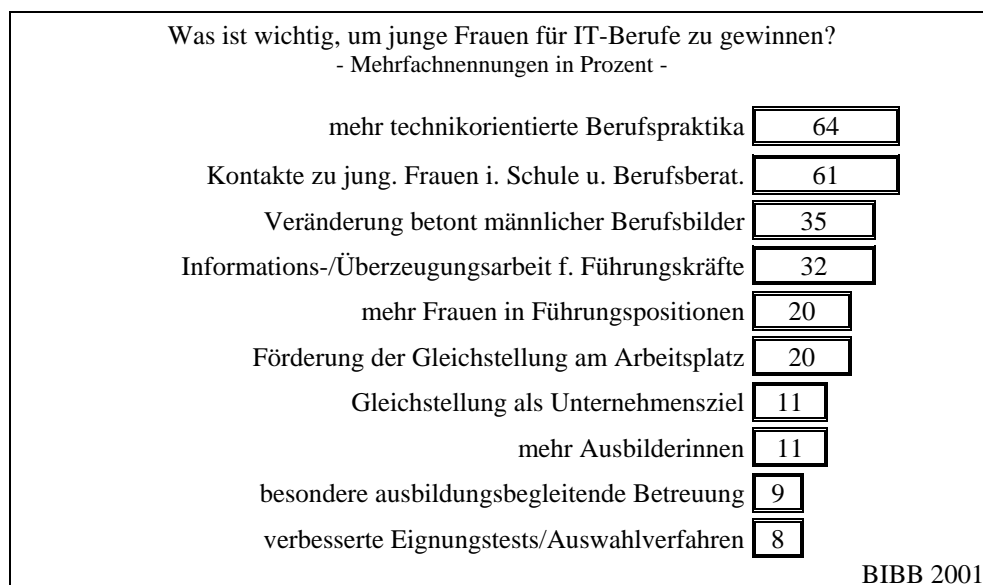 Was ist wichtig, um junge Frauen für IT-Berufe zu gewinnen?
- Mehrfachnennungen in Prozent -
mehr technikorientierte Berufspraktika 64
Kontakte zu jung. Frauen i. Schule u. Berufsberat. 61
Veränderung betont männlicher Berufsbilder 35
Informations-/Überzeugungsarbeit f. Führungskräfte 32
mehr Frauen in Führungspositionen 20
Förderung der Gleichstellung am Arbeitsplatz 20
Gleichstellung als Unternehmensziel 11
mehr Ausbilderinnen 11
besondere ausbildungsbegleitende Betreuung 9
verbesserte Eignungstests/Auswahlverfahren 8
BIBB 2001